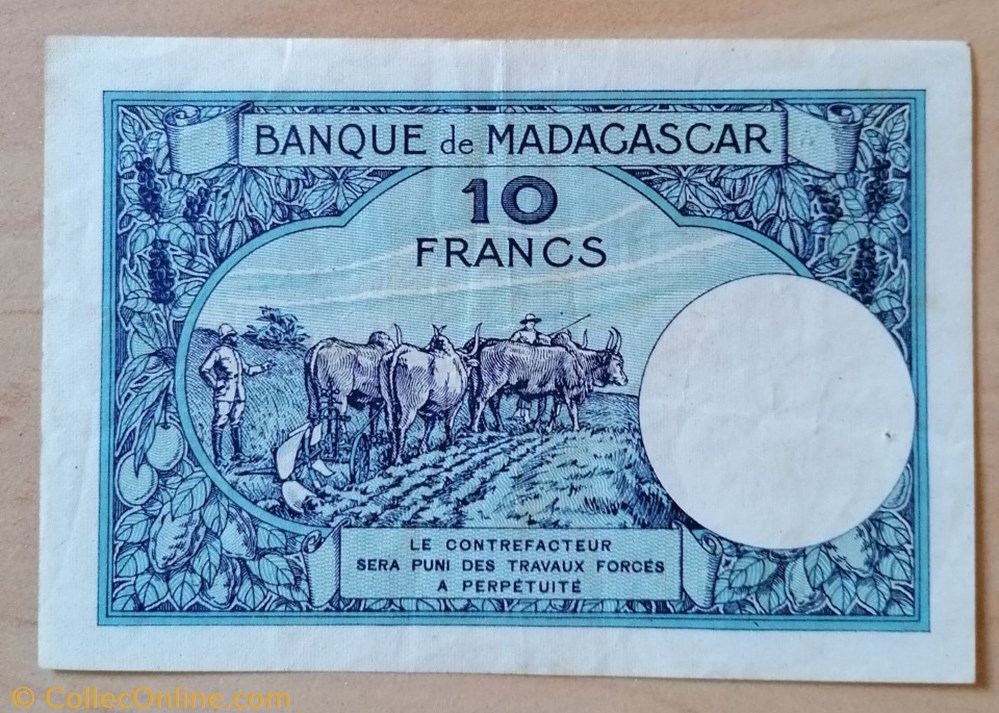 BANQUE de MADAGASCAR
10
FRANCS
LE CONTREFACTEUR
SERA PUNI DES TRAVAUX FORCÉS
A PERPÉTUITÉ
© CollecOnline.com